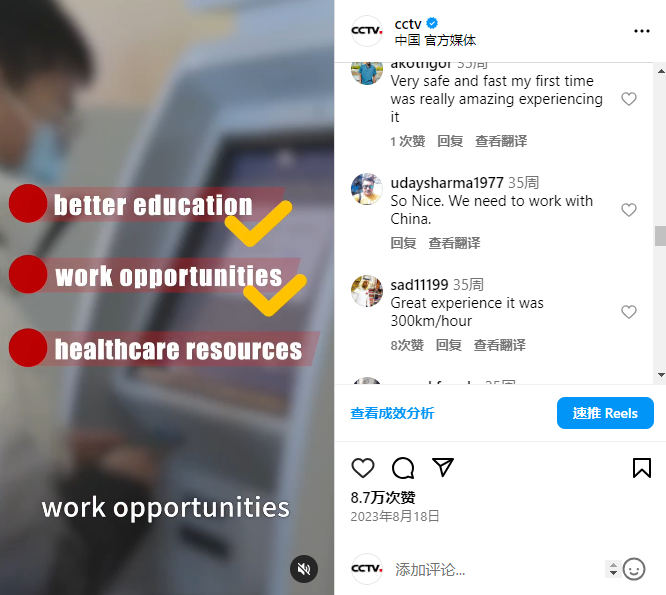 better education
work opportunities
healthcare resources
work opportunities
CCTV.
cctv
中国 官方媒体
akothgor 35周
Very safe and fast my first time
was really amazing experiencing
it
1次赞 回复 查看翻译
udaysharma1977 35周
So Nice. We need to work with
China.
回复 查看翻译
sad11199 35周
Great experience it was
300km/hour
8次赞 回复 查看翻译
35周
查看成效分析
速推 Reels
8.7万次赞
2023年8月18日
CCTV.
添加评论...